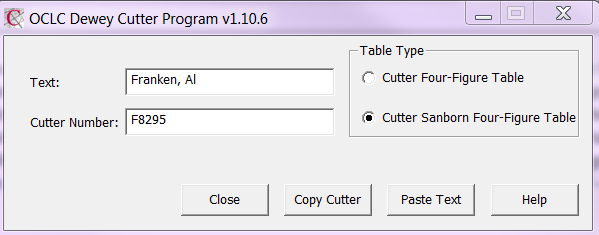 OCLC Dewey Cutter Program v1.10.6
Text:
Franken, Al
Cutter Number:
F8295
Table Type
Cutter Four-Figure Table
Cutter Sanborn Four-Figure Table
Close
Copy Cutter
Paste Text
Help